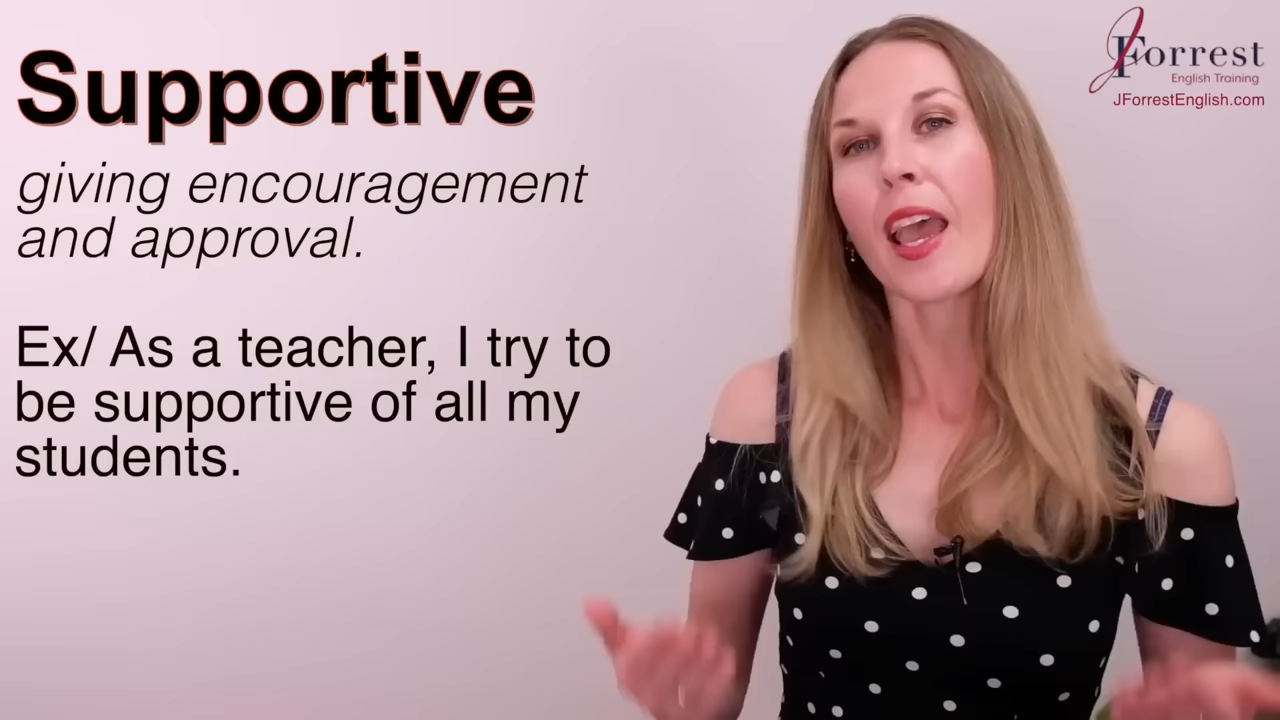 Supportive
giving encouragement
and approval.
Ex/ As a teacher, I try to
be supportive of all my
students.
JForrest
English Training
JForrestEnglish.com